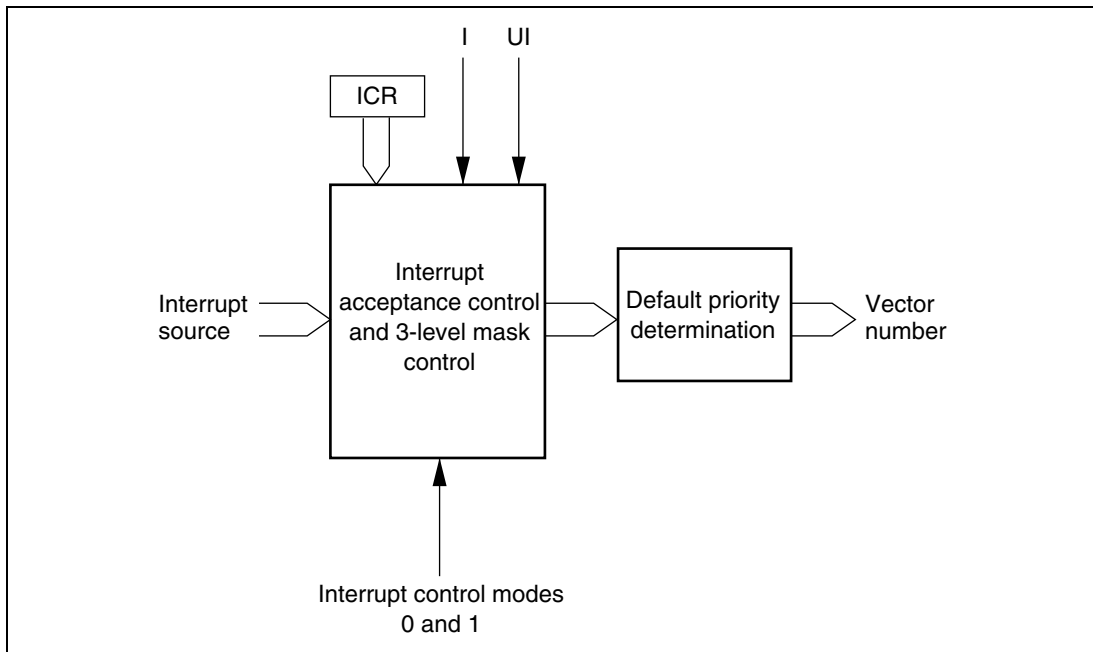 I
UI
ICR
Interrupt
source
Interrupt
acceptance control
and 3-level mask
control
Default priority
determination
Vector
number
Interrupt control modes
0 and 1